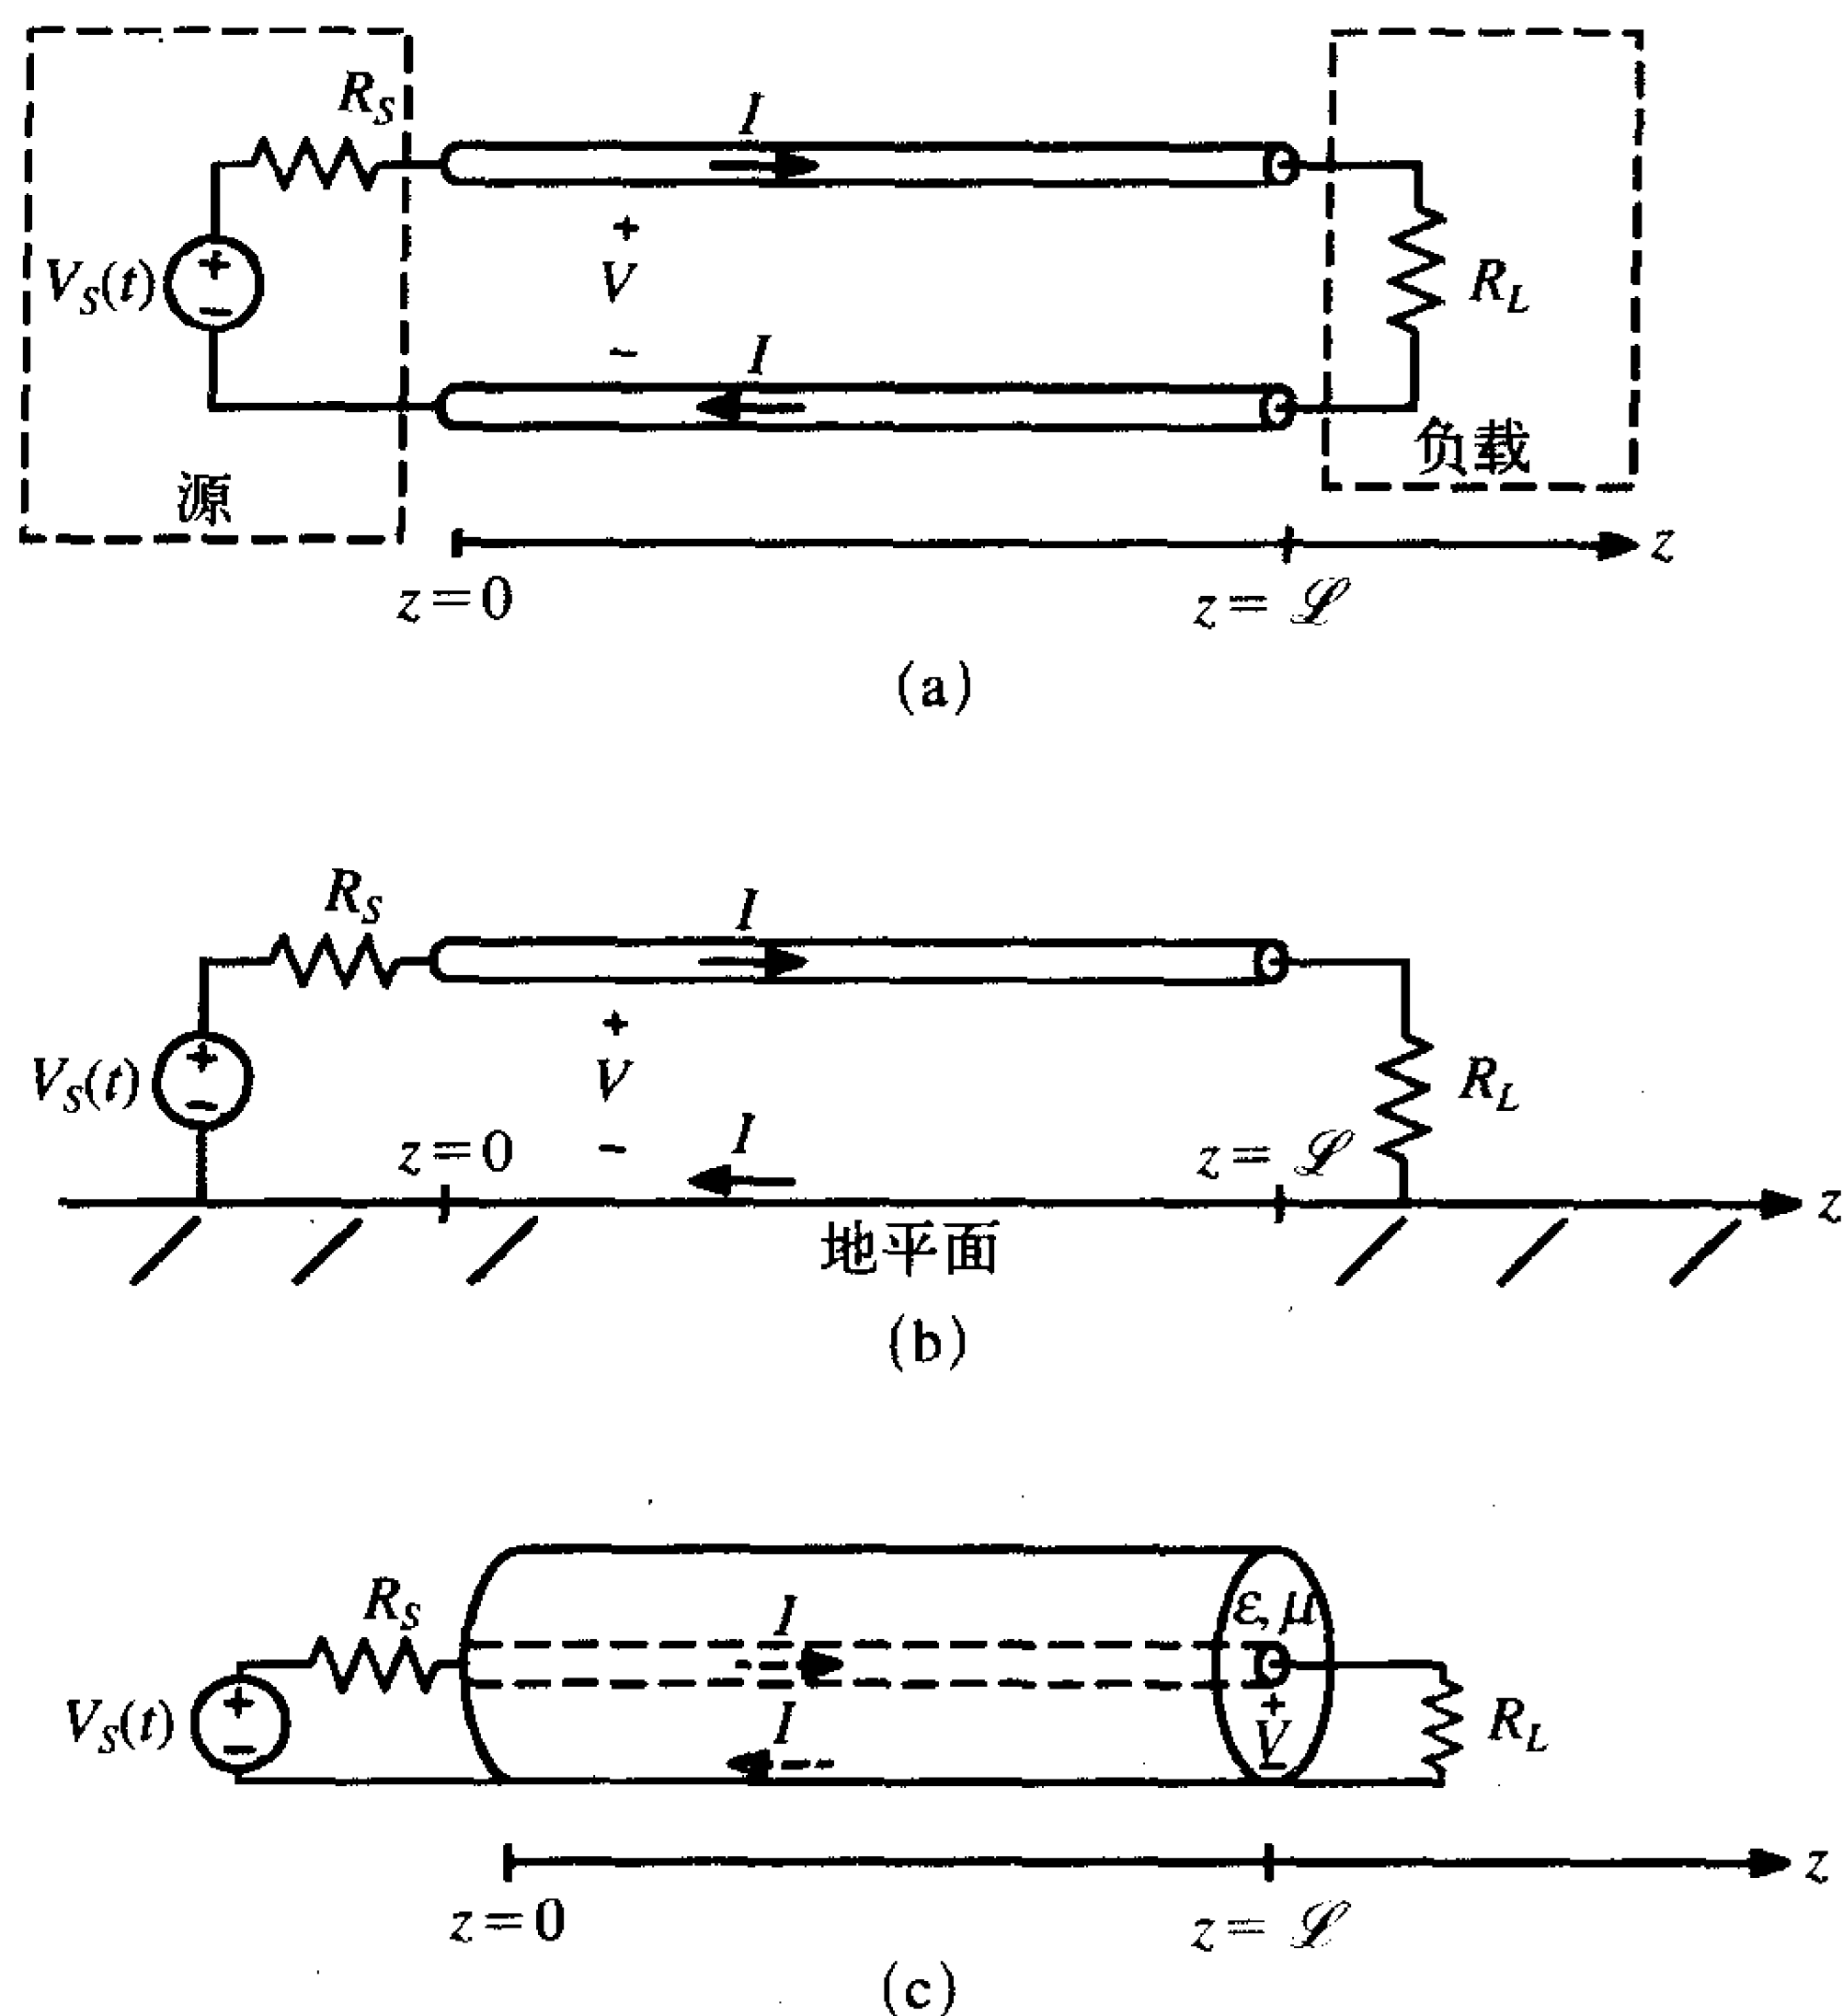 R_S
I
V_S(t)
+
−
+
V
−
R_L
I
源
负载
z
z=0
z= ℒ
(a)
R_S
I
V_S(t)
+
−
+
V
−
R_L
I
z=0
z= ℒ
z
地平面
(b)
R_S
I
ε, μ
V_S(t)
+
−
I
+
V
−
R_L
z
z=0
z= ℒ
(c)